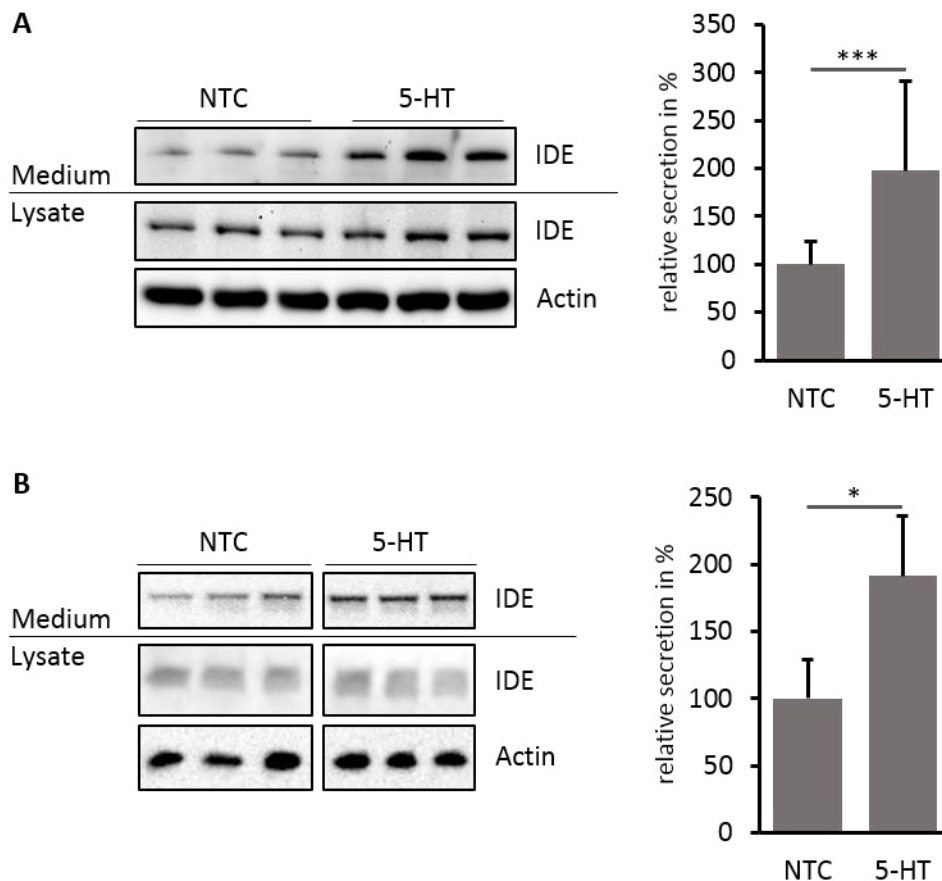 A
NTC 5-HT
Medium IDE
Lysate IDE
Actin
relative secretion in %
350
300
250
200
150
100
50
0
***
NTC 5-HT
B
NTC 5-HT
Medium IDE
Lysate IDE
Actin
relative secretion in %
250
200
150
100
50
0
*
NTC 5-HT